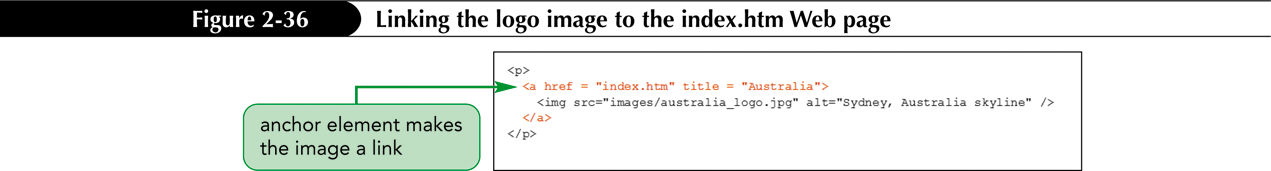 Figure 2-36 Linking the logo image to the index.htm Web page
<p>
<a href = "index.htm" title = "Australia">
<img src="images/australia_logo.jpg" alt="Sydney, Australia skyline" />
</a>
</p>
anchor element makes
the image a link